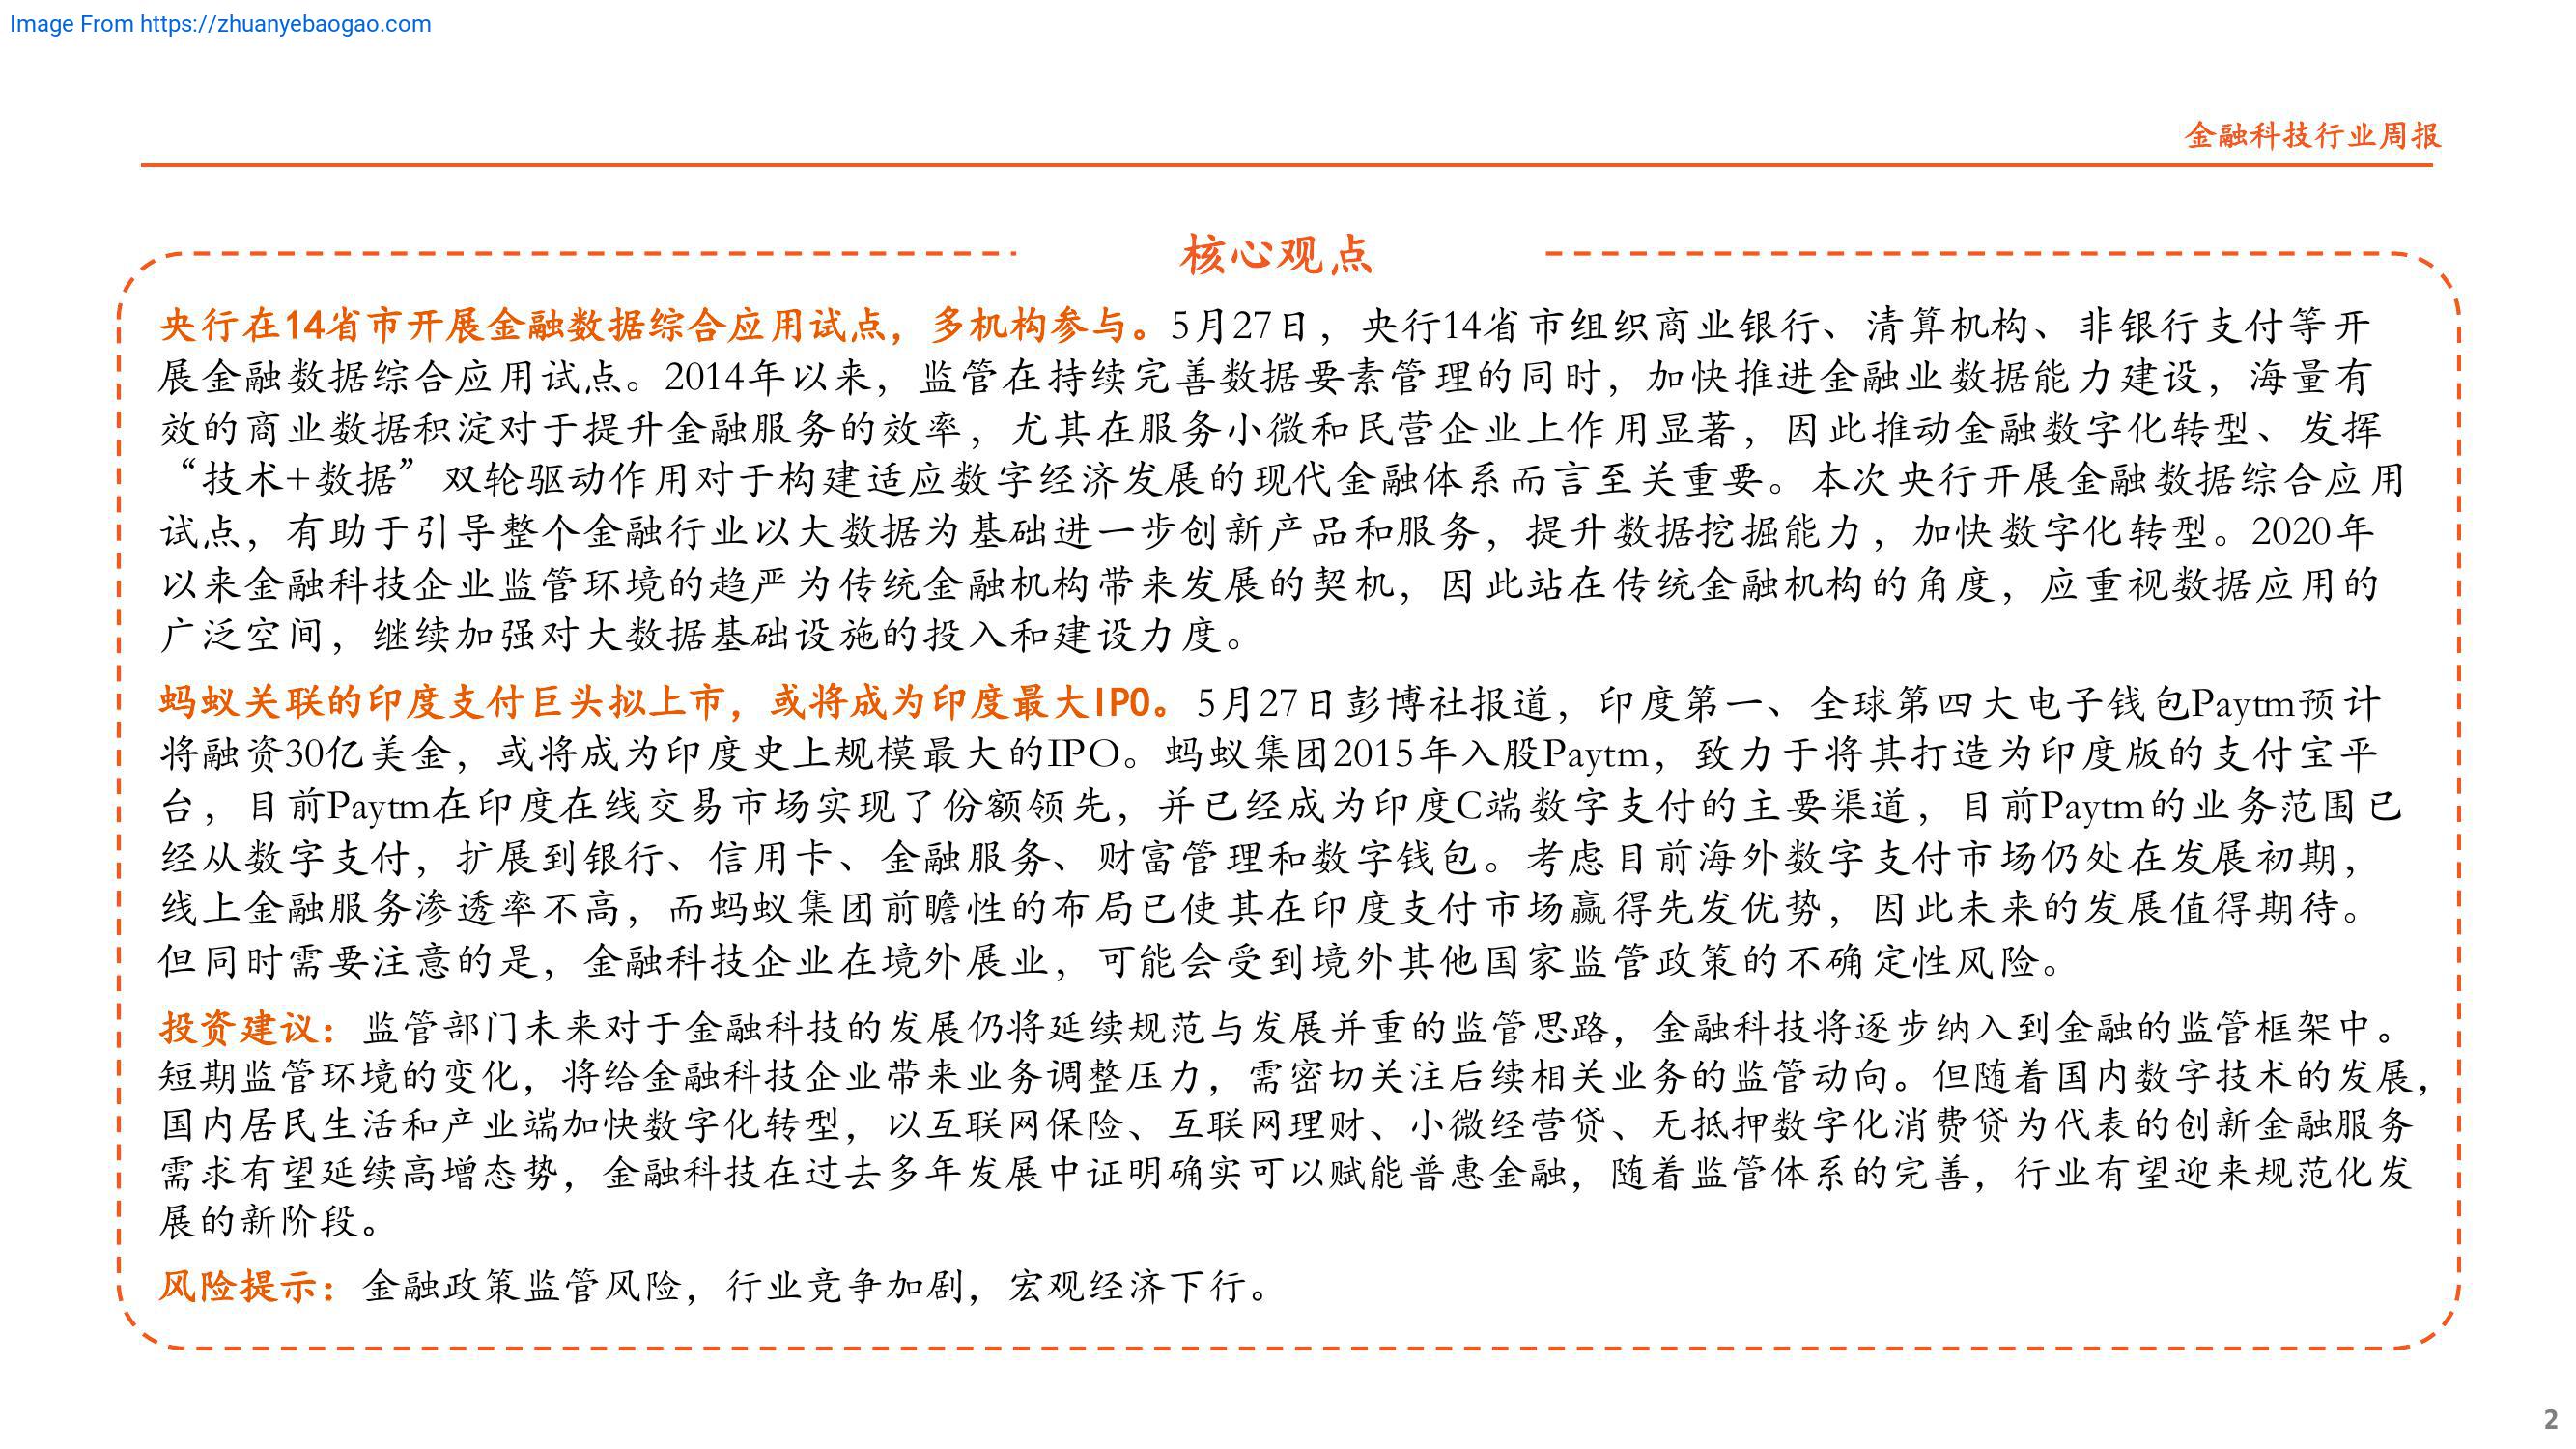 Image From https://zhuanyebaogao.com
金融科技行业周报
核心观点
央行在14省市开展金融数据综合应用试点，多机构参与。5月27日，央行14省市组织商业银行、清算机构、非银行支付等开
展金融数据综合应用试点。2014年以来，监管在持续完善数据要素管理的同时，加快推进金融业数据能力建设，海量有
效的商业数据积淀对于提升金融服务的效率，尤其在服务小微和民营企业上作用显著，因此推动金融数字化转型、发挥
“技术+数据”双轮驱动作用对于构建适应数字经济发展的现代金融体系而言至关重要。本次央行开展金融数据综合应用
试点，有助于引导整个金融行业以大数据为基础进一步创新产品和服务，提升数据挖掘能力，加快数字化转型。2020年
以来金融科技企业监管环境的趋严为传统金融机构带来发展的契机，因此站在传统金融机构的角度，应重视数据应用的
广泛空间，继续加强对大数据基础设施的投入和建设力度。
蚂蚁关联的印度支付巨头拟上市，或将成为印度最大IPO。5月27日彭博社报道，印度第一、全球第四大电子钱包Paytm预计
将融资30亿美金，或将成为印度史上规模最大的IPO。蚂蚁集团2015年入股Paytm，致力于将其打造为印度版的支付宝平
台，目前Paytm在印度在线交易市场实现了份额领先，并已经成为印度C端数字支付的主要渠道，目前Paytm的业务范围已
经从数字支付，扩展到银行、信用卡、金融服务、财富管理和数字钱包。考虑目前海外数字支付市场仍处在发展初期，
线上金融服务渗透率不高，而蚂蚁集团前瞻性的布局已使其在印度支付市场赢得先发优势，因此未来的发展值得期待。
但同时需要注意的是，金融科技企业在境外展业，可能会受到境外其他国家监管政策的不确定性风险。
投资建议：监管部门未来对于金融科技的发展仍将延续规范与发展并重的监管思路，金融科技将逐步纳入到金融的监管框架中。
短期监管环境的变化，将给金融科技企业带来业务调整压力，需密切关注后续相关业务的监管动向。但随着国内数字技术的发展，
国内居民生活和产业端加快数字化转型，以互联网保险、互联网理财、小微经营贷、无抵押数字化消费贷为代表的创新金融服务
需求有望延续高增态势，金融科技在过去多年发展中证明确实可以赋能普惠金融，随着监管体系的完善，行业有望迎来规范化发
展的新阶段。
风险提示：金融政策监管风险，行业竞争加剧，宏观经济下行。
2